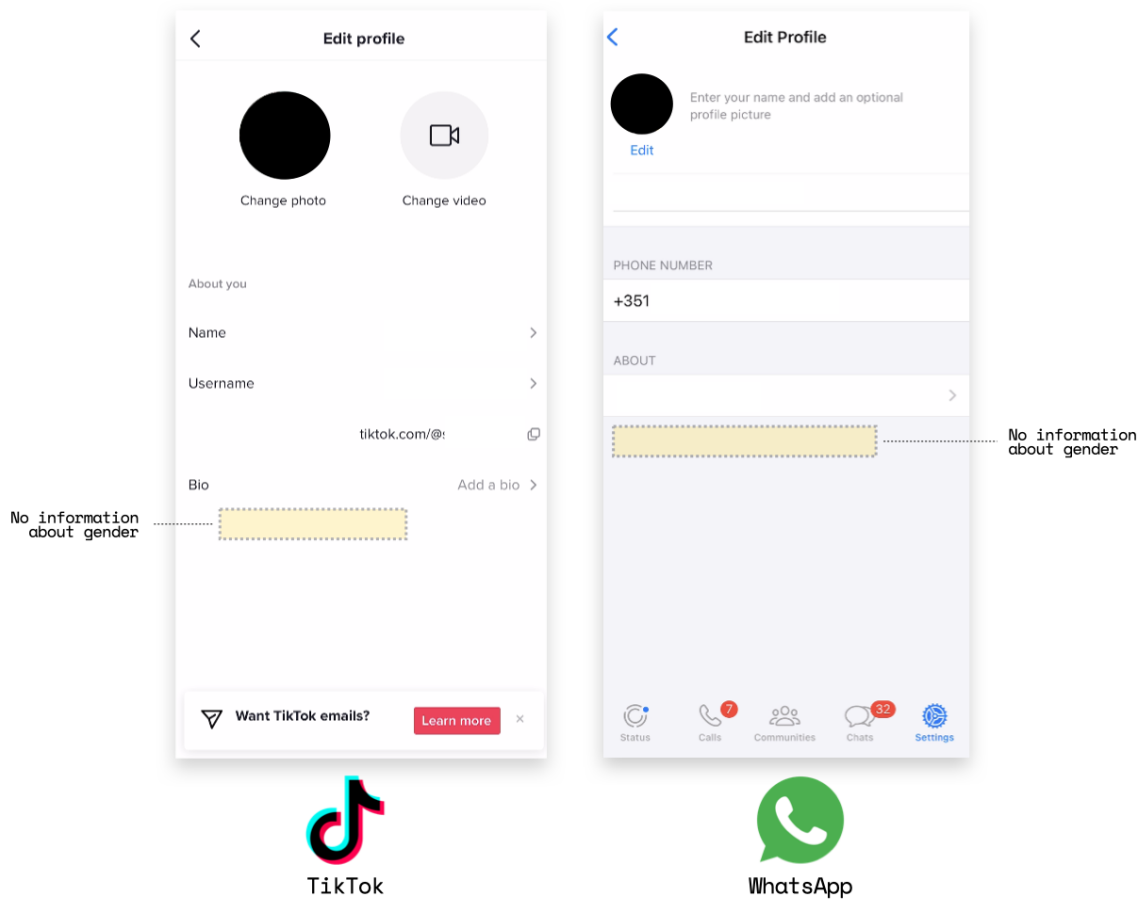 Edit profile
Change photo
Change video
About you
Name
Username
tiktok.com/@
Bio
Add a bio
No information
about gender
Want TikTok emails?
Learn more
TikTok
Edit Profile
Enter your name and add an optional
profile picture
Edit
PHONE NUMBER
+351
ABOUT
No information
about gender
7
32
Status
Calls
Communities
Chats
Settings
WhatsApp